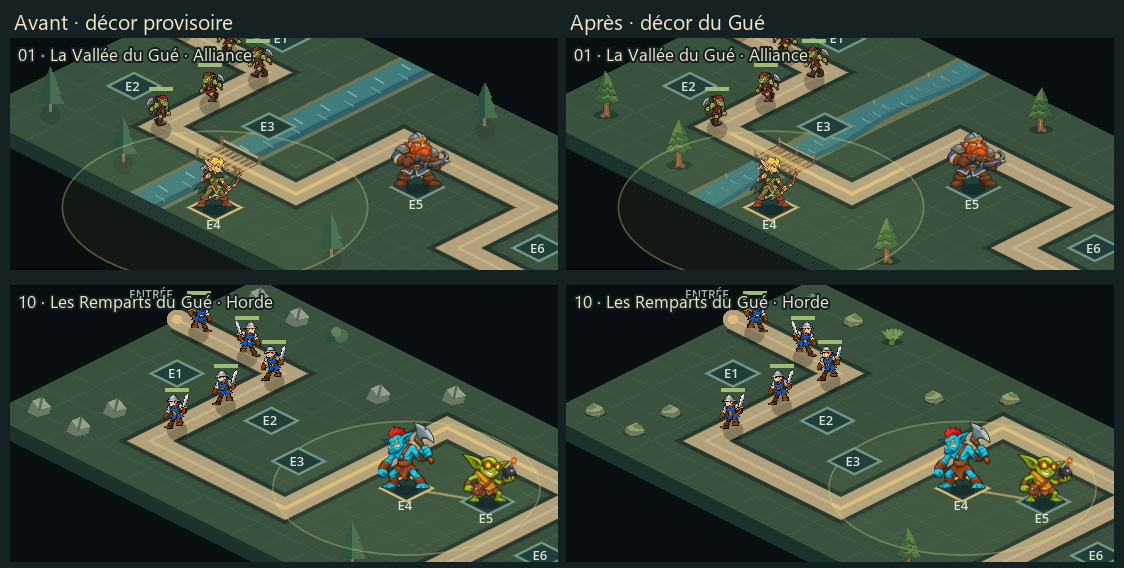 Avant · décor provisoire
Après · décor du Gué
01 · La Vallée du Gué · Alliance
E1
E2
E3
E4
E5
E6
01 · La Vallée du Gué · Alliance
E1
E2
E3
E4
E5
E6
10 · Les Remparts du Gué · Horde
ENTRÉE
E1
E2
E3
E4
E5
E6
10 · Les Remparts du Gué · Horde
ENTRÉE
E1
E2
E3
E4
E5
E6